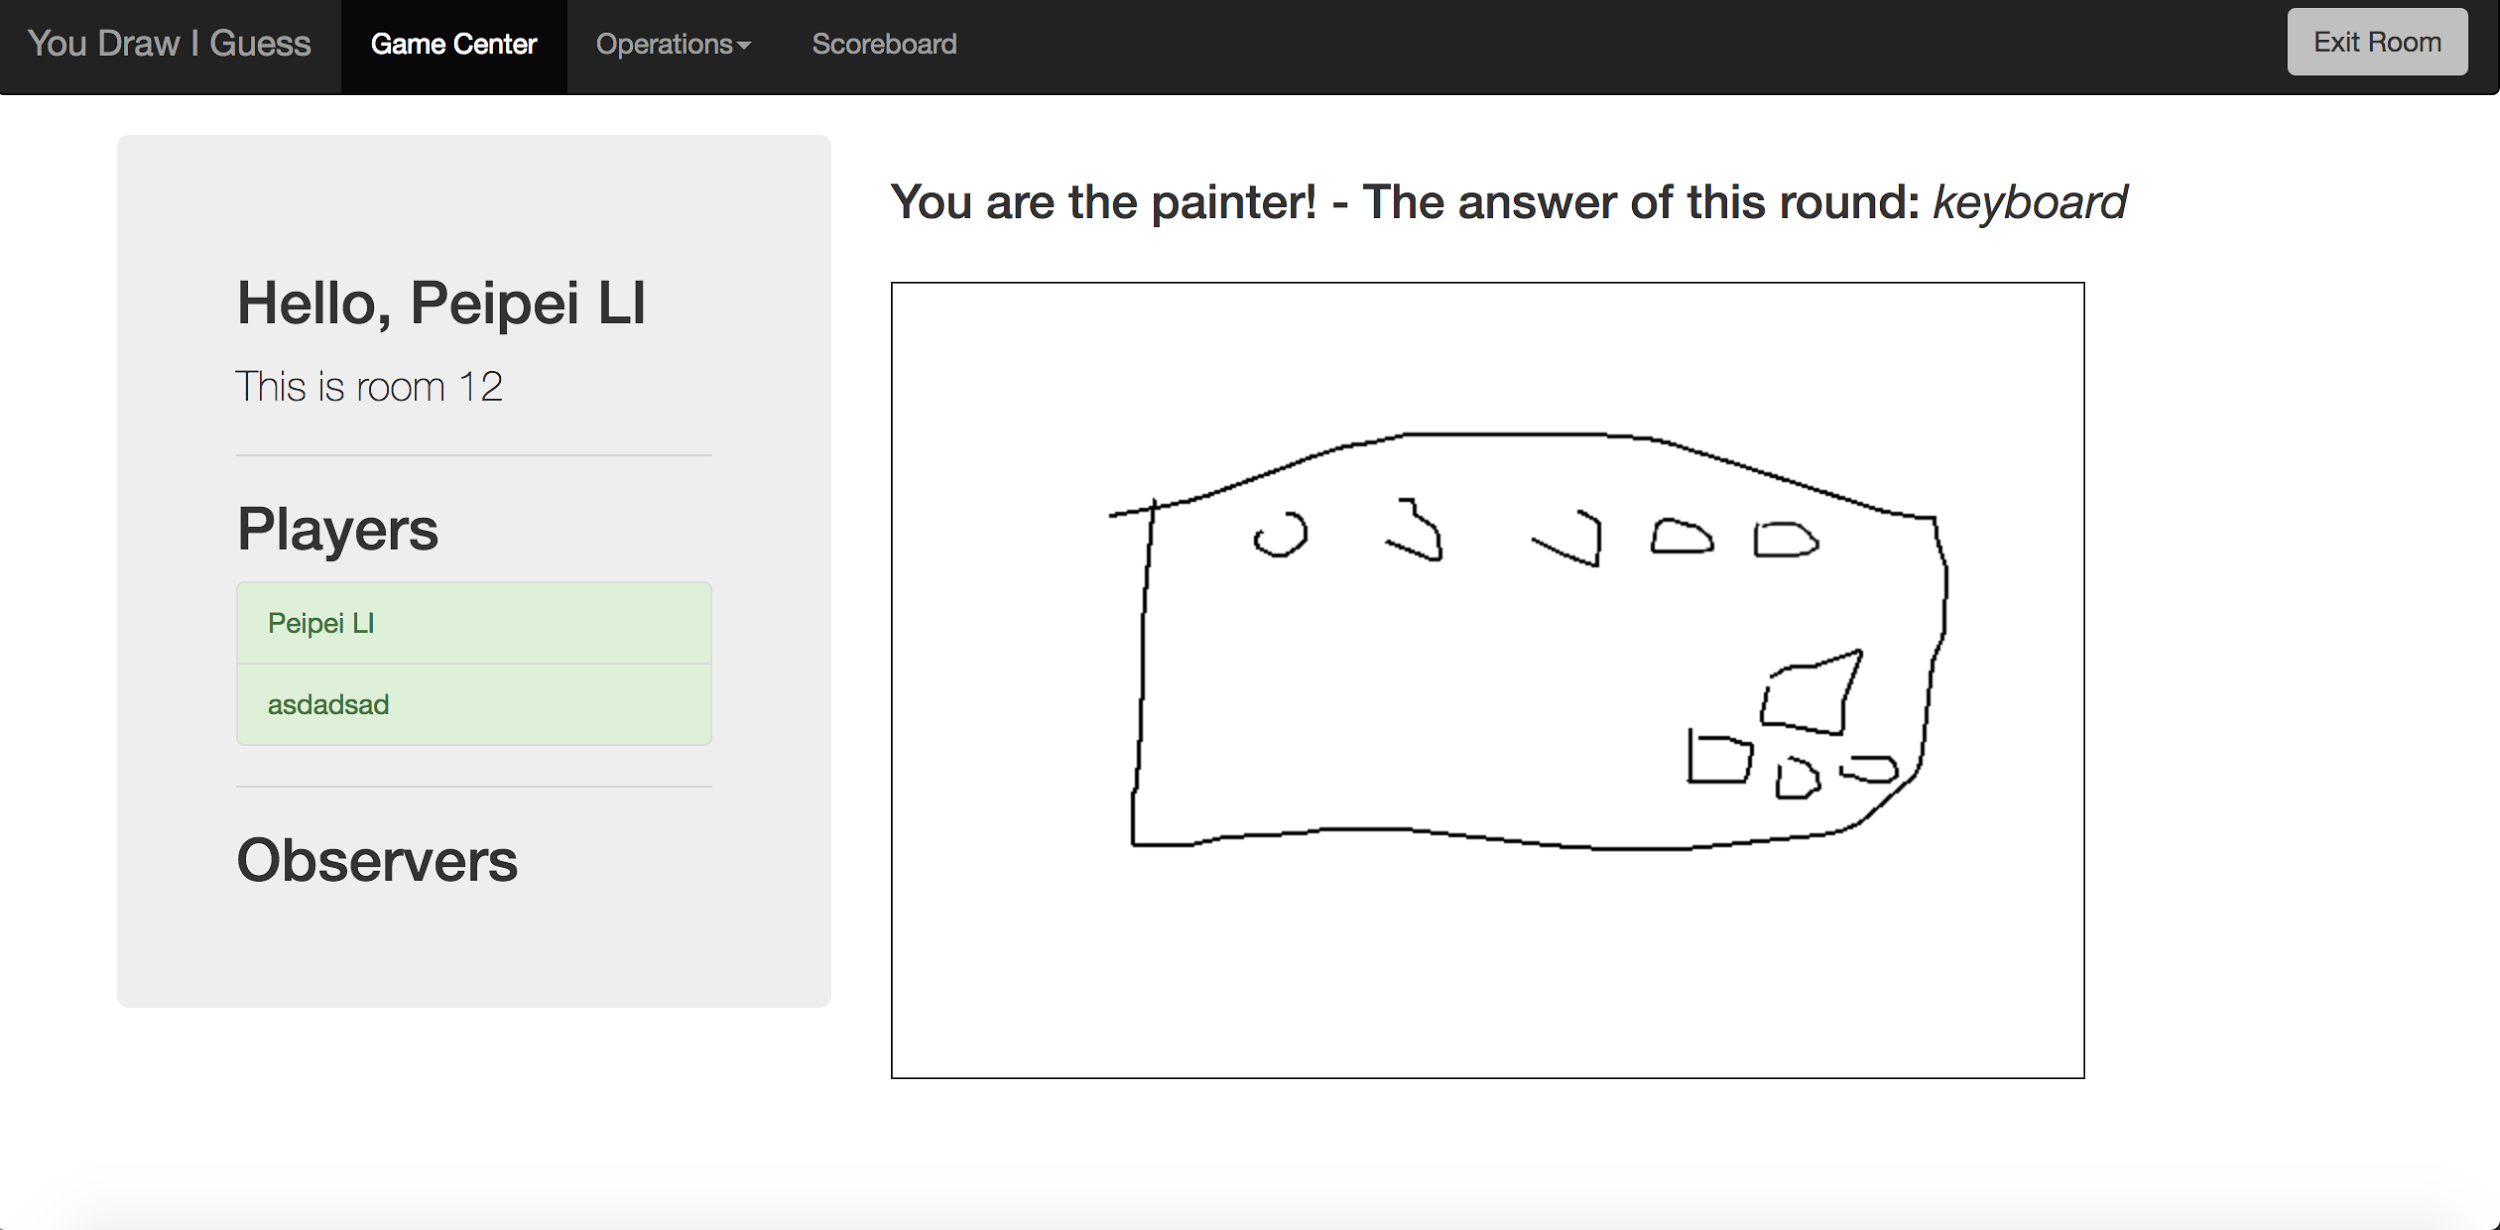 You Draw I Guess Game Center Operations Scoreboard Exit Room
Hello, Peipei LI
This is room 12
Players
Peipei LI
asdadsad
Observers
You are the painter! - The answer of this round: keyboard